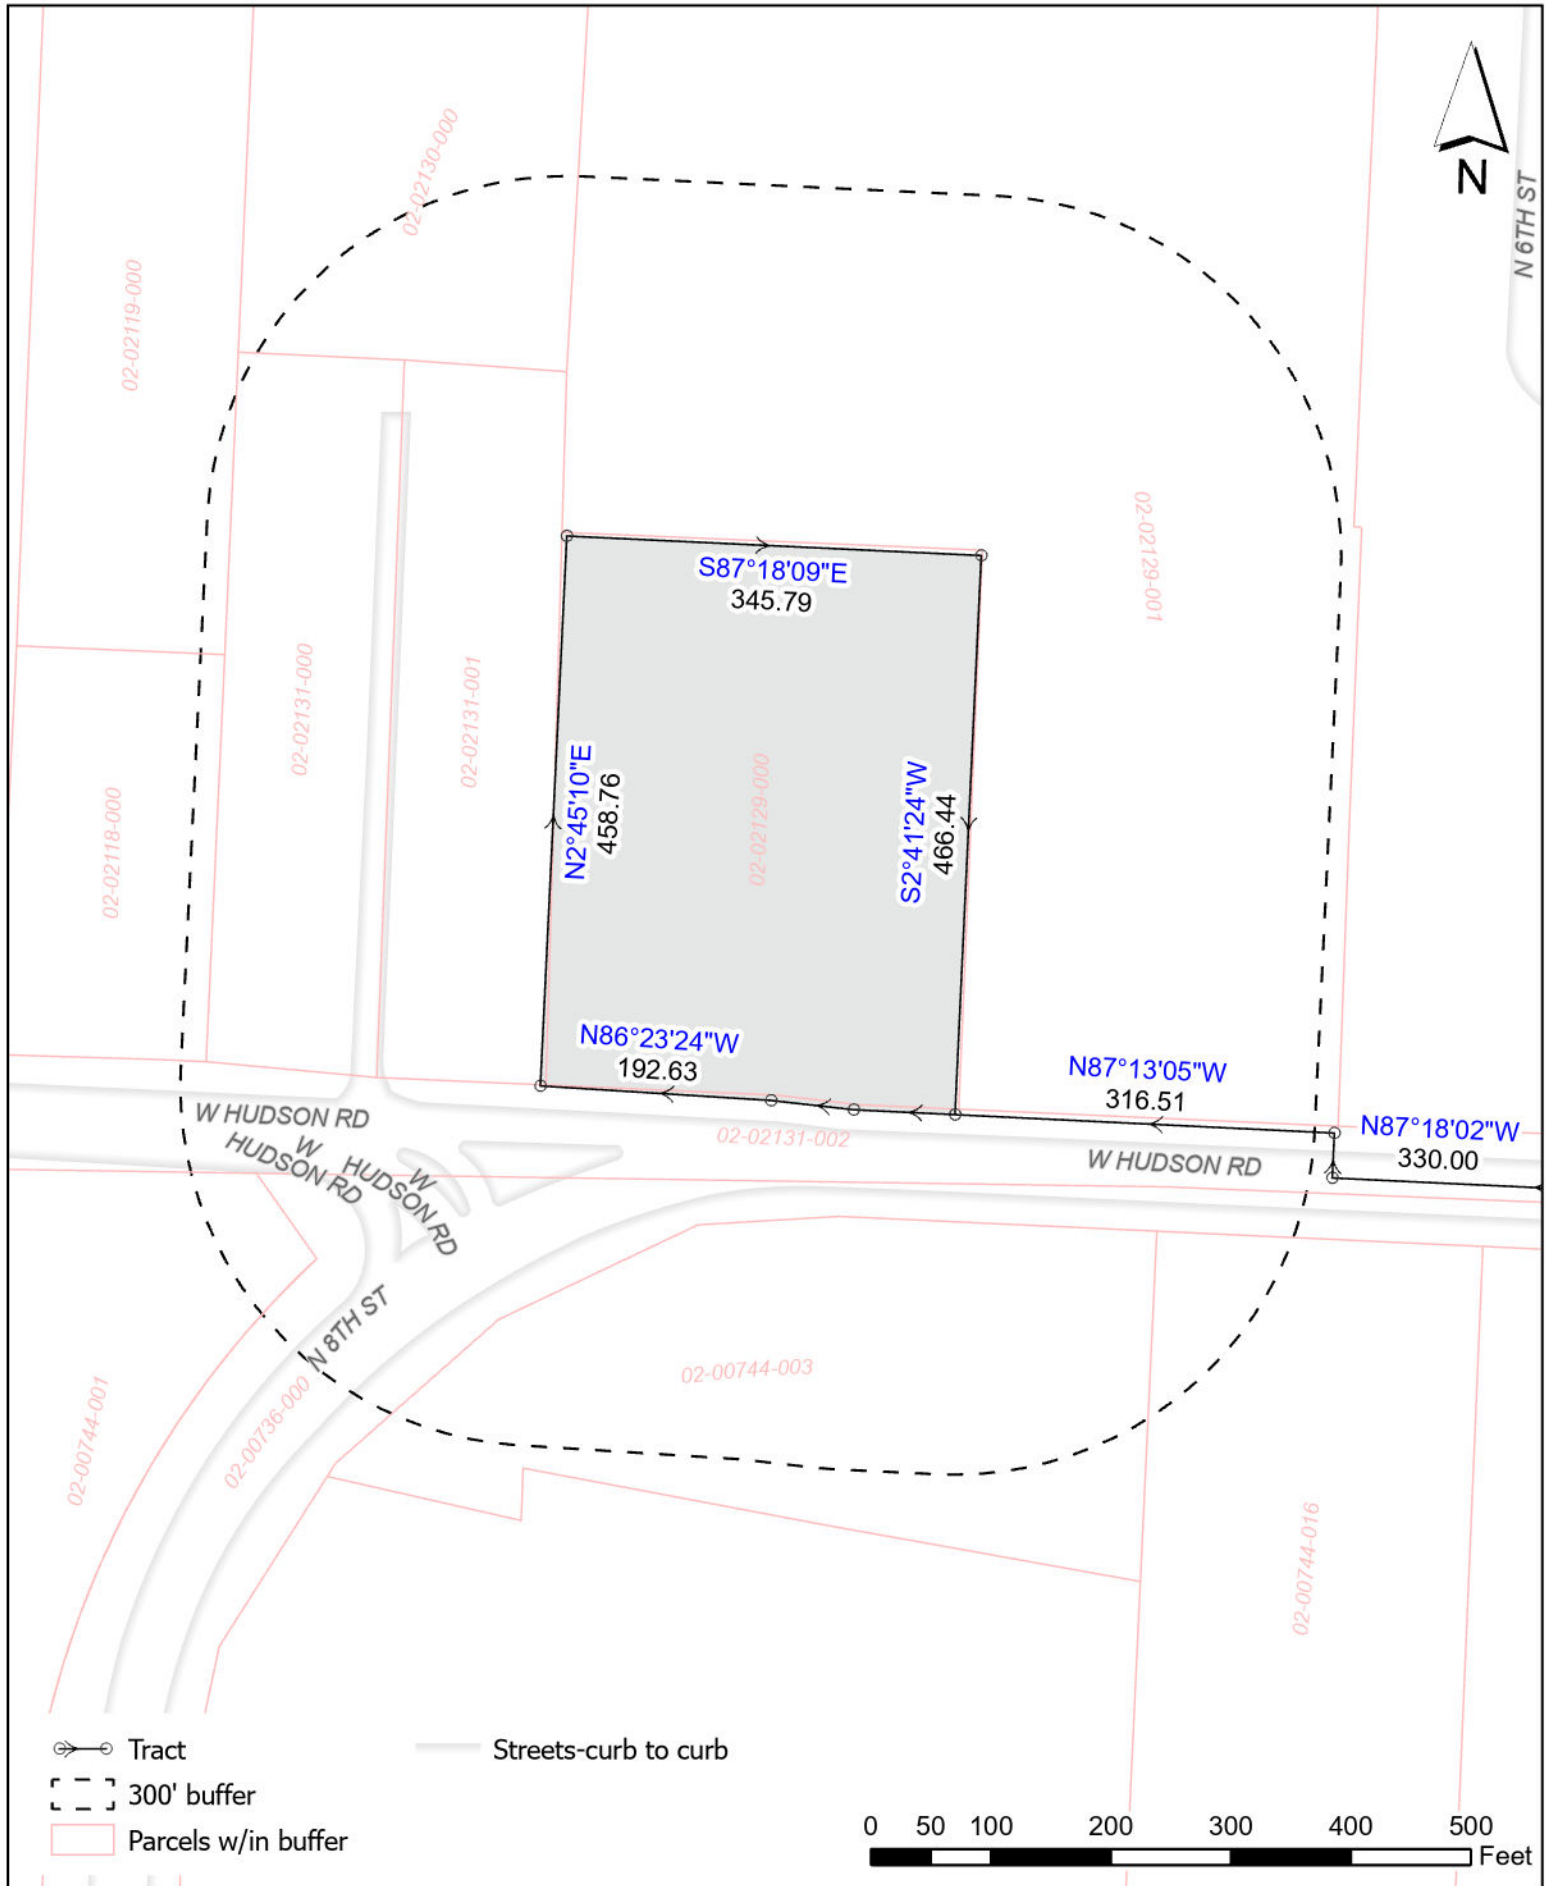 N
N 6TH ST
02-02130-000
02-02119-000
02-02129-001
S87°18'09"E
345.79
02-02131-000
02-02131-001
N2°45'10"E
458.76
02-02129-000
S2°41'24"W
466.44
02-02118-000
N86°23'24"W
192.63
N87°13'05"W
316.51
N87°18'02"W
330.00
W HUDSON RD
W
HUDSON RD
W
HUDSON RD
02-02131-002
W HUDSON RD
N 8TH ST
02-00744-003
02-00736-000
02-00744-001
02-00744-016
Tract
Streets-curb to curb
300' buffer
Parcels w/in buffer
0 50 100 200 300 400 500
Feet